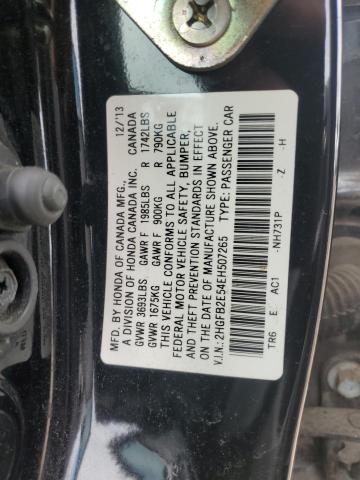 MFD. BY HONDA OF CANADA MFG. 12/13
A DIVISION OF HONDA CANADA INC. CANADA
GVWR 3693LBS GAWR F 1985LBS R 1742LBS
GVWR 1675KG GAWR F 900KG R 790KG
THIS VEHICLE CONFORMS TO ALL APPLICABLE
FEDERAL MOTOR VEHICLE SAFETY, BUMPER,
AND THEFT PREVENTION STANDARDS IN EFFECT
ON THE DATE OF MANUFACTURE SHOWN ABOVE.
V.I.N.: 2HGFB2E54EH507265 TYPE: PASSENGER CAR
TR6 E AC1 -NH731P -Z -H